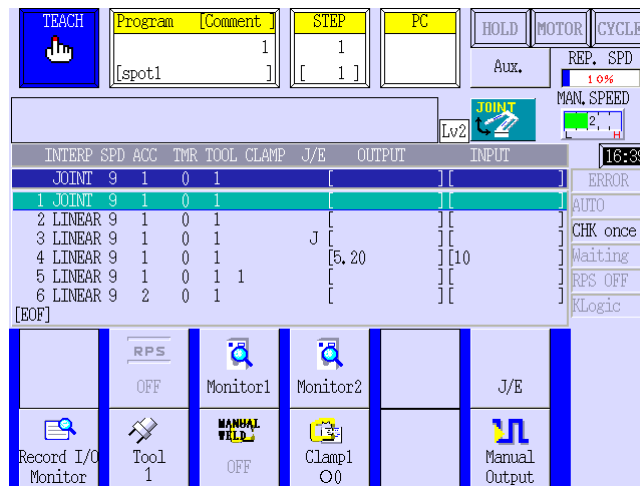 TEACH
Program [Comment ]
1
[spot1 ]
STEP
1
[ 1 ]
PC
HOLD
MOTOR
CYCLE
Aux.
REP. SPD
10%
MAN.SPEED
2
L H
Lv2
JOINT
INTERP SPD ACC TMR TOOL CLAMP J/E OUTPUT INPUT
16:39
JOINT 9 1 0 1 [ ][ ]
1 JOINT 9 1 0 1 [ ][ ]
2 LINEAR 9 1 0 1 [ ][ ]
3 LINEAR 9 1 0 1 J [ ][ ]
4 LINEAR 9 1 0 1 [5.20 ][10 ]
5 LINEAR 9 1 0 1 1 [ ][ ]
6 LINEAR 9 2 0 1 [ ][ ]
[EOF]
ERROR
AUTO
CHK once
Waiting
RPS OFF
KLogic
RPS
OFF
Monitor1
Monitor2
J/E
Record I/O
Monitor
Tool
1
MANUAL
WELD
OFF
Clamp1
Manual
Output